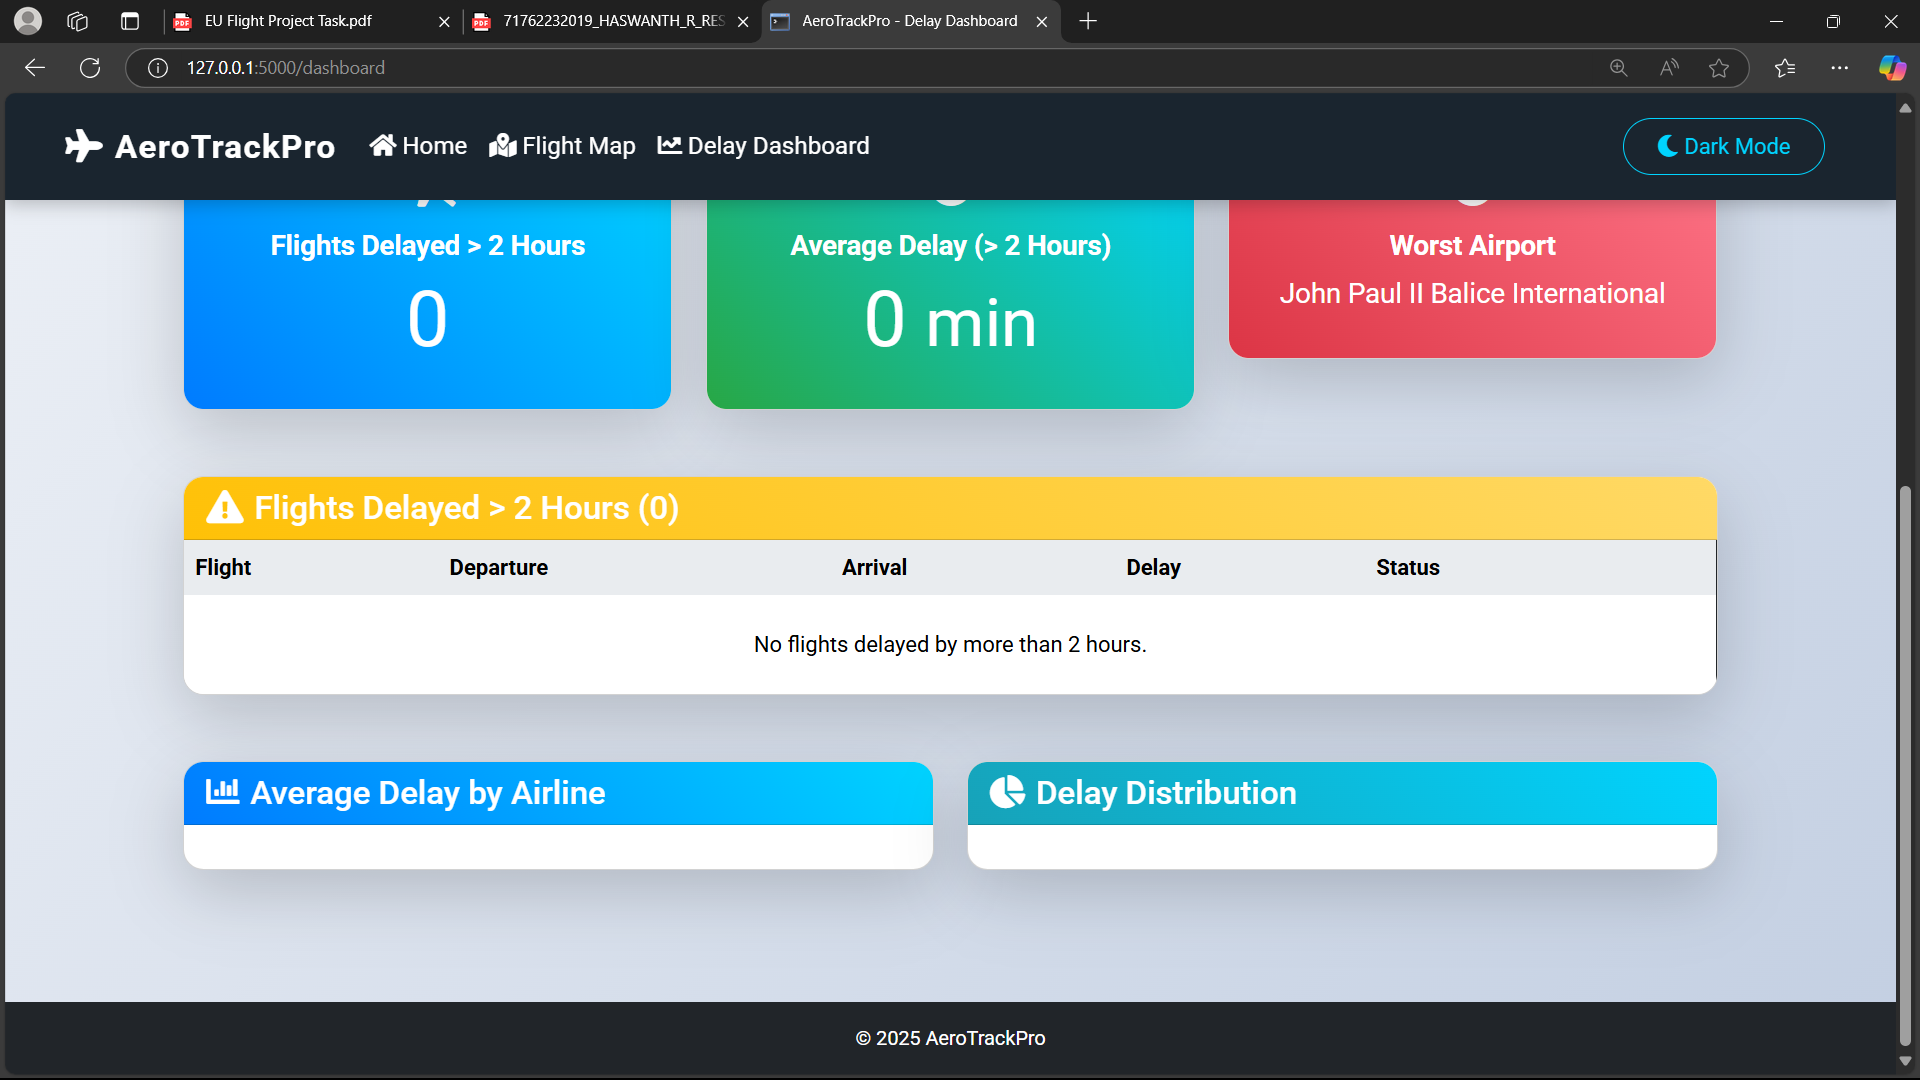 EU Flight Project Task.pdf
71762232019_HASWANTH_R_RES
AeroTrackPro - Delay Dashboard
127.0.0.1:5000/dashboard
AeroTrackPro
Home
Flight Map
Delay Dashboard
Dark Mode
Flights Delayed > 2 Hours
0
Average Delay (> 2 Hours)
0 min
Worst Airport
John Paul II Balice International
Flights Delayed > 2 Hours (0)
Flight Departure Arrival Delay Status
No flights delayed by more than 2 hours.
Average Delay by Airline
Delay Distribution
© 2025 AeroTrackPro